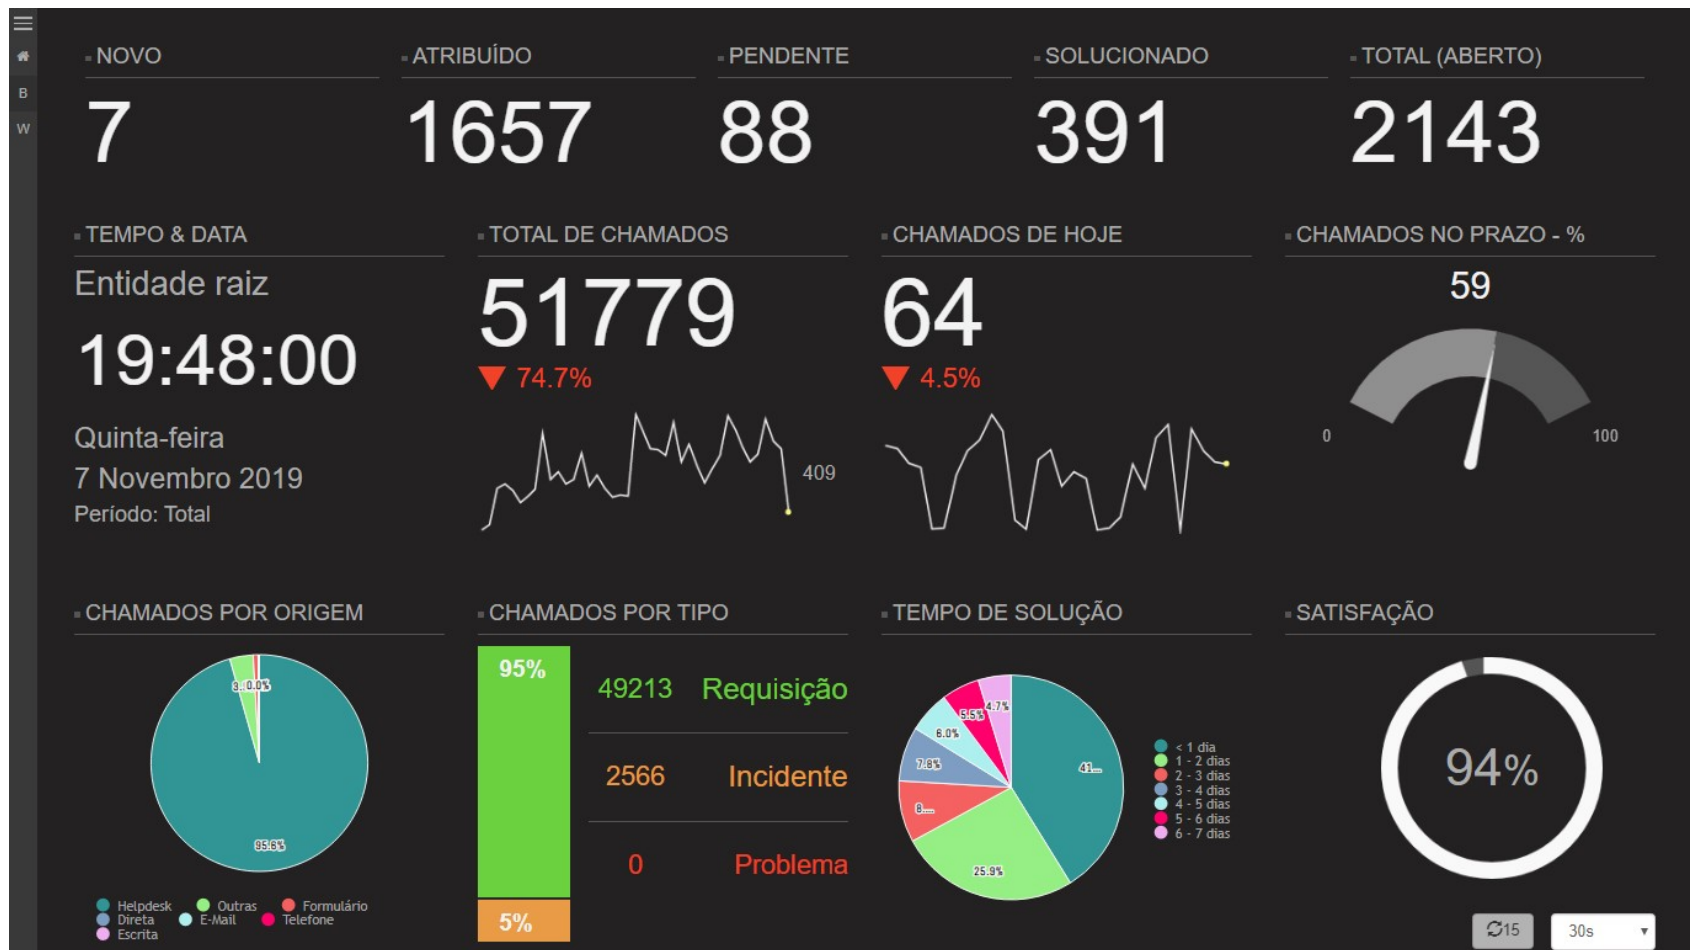 NOVO
ATRIBUÍDO
PENDENTE
SOLUCIONADO
TOTAL (ABERTO)
B
W
7
1657
88
391
2143
TEMPO & DATA
TOTAL DE CHAMADOS
CHAMADOS DE HOJE
CHAMADOS NO PRAZO - %
Entidade raiz
19:48:00
Quinta-feira
7 Novembro 2019
Período: Total
51779
74.7%
409
64
4.5%
59
0
100
CHAMADOS POR ORIGEM
CHAMADOS POR TIPO
TEMPO DE SOLUÇÃO
SATISFAÇÃO
0.0%
95.6%
Helpdesk
Outras
Formulário
Direta
E-Mail
Telefone
Escrita
95%
5%
49213 Requisição
2566 Incidente
0 Problema
4.7%
5.5%
6.0%
7.8%
8....
41...
25.9%
< 1 dia
1 - 2 dias
2 - 3 dias
3 - 4 dias
4 - 5 dias
5 - 6 dias
6 - 7 dias
94%
15
30s